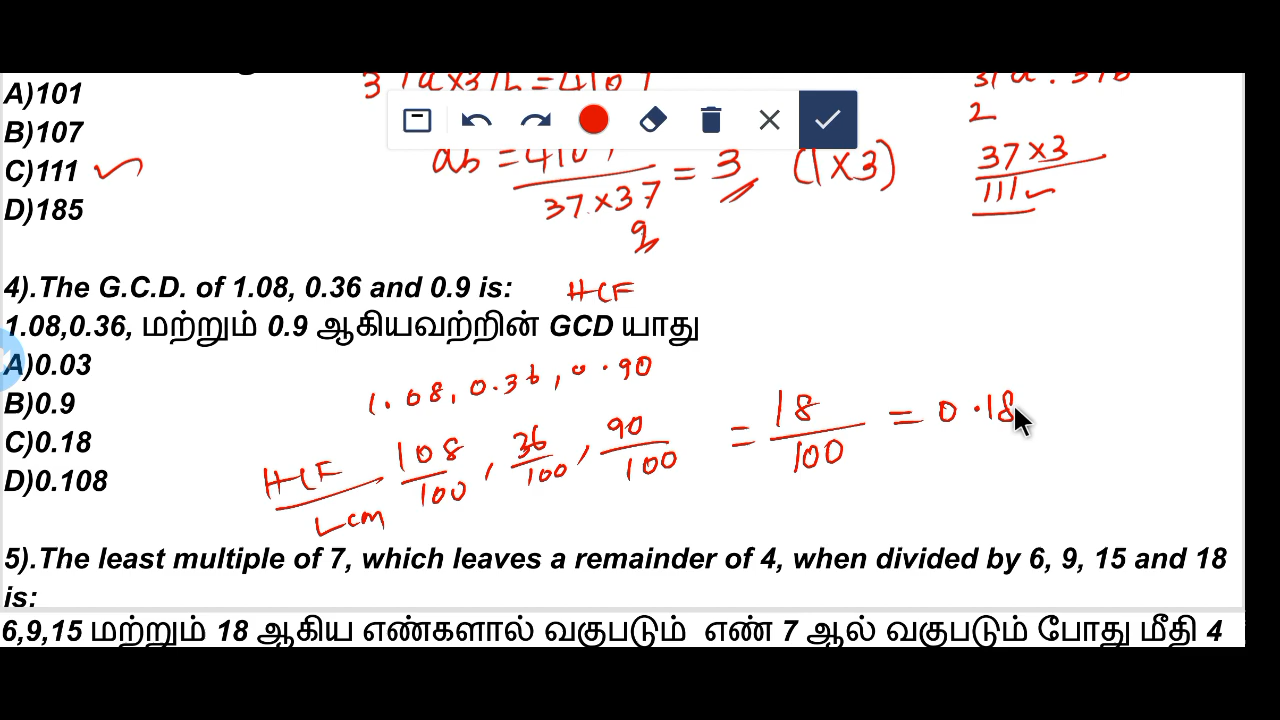 A)101
B)107
C)111
D)185
ab =
37 × 37
= 3 (1 × 3)
9
2
37 × 3
111
4).The G.C.D. of 1.08, 0.36 and 0.9 is: HCF
1.08,0.36, மற்றும் 0.9 ஆகியவற்றின் GCD யாது
A)0.03
B)0.9
C)0.18
D)0.108
1.08, 0.36, 0.90
HCF
Lcm
108/100, 36/100, 90/100 = 18/100 = 0.18
5).The least multiple of 7, which leaves a remainder of 4, when divided by 6, 9, 15 and 18
is:
6,9,15 மற்றும் 18 ஆகிய எண்களால் வகுபடும் எண் 7 ஆல் வகுபடும் போது மீதி 4